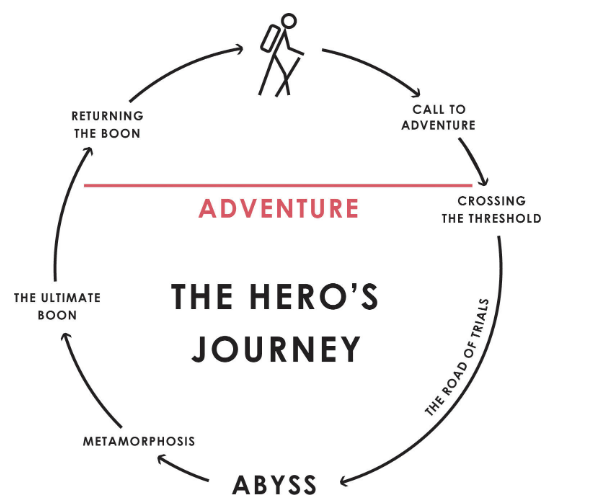 CALL TO
ADVENTURE
RETURNING
THE BOON
CROSSING
THE THRESHOLD
ADVENTURE
THE HERO'S
JOURNEY
THE ULTIMATE
BOON
THE ROAD OF TRIALS
METAMORPHOSIS
ABYSS